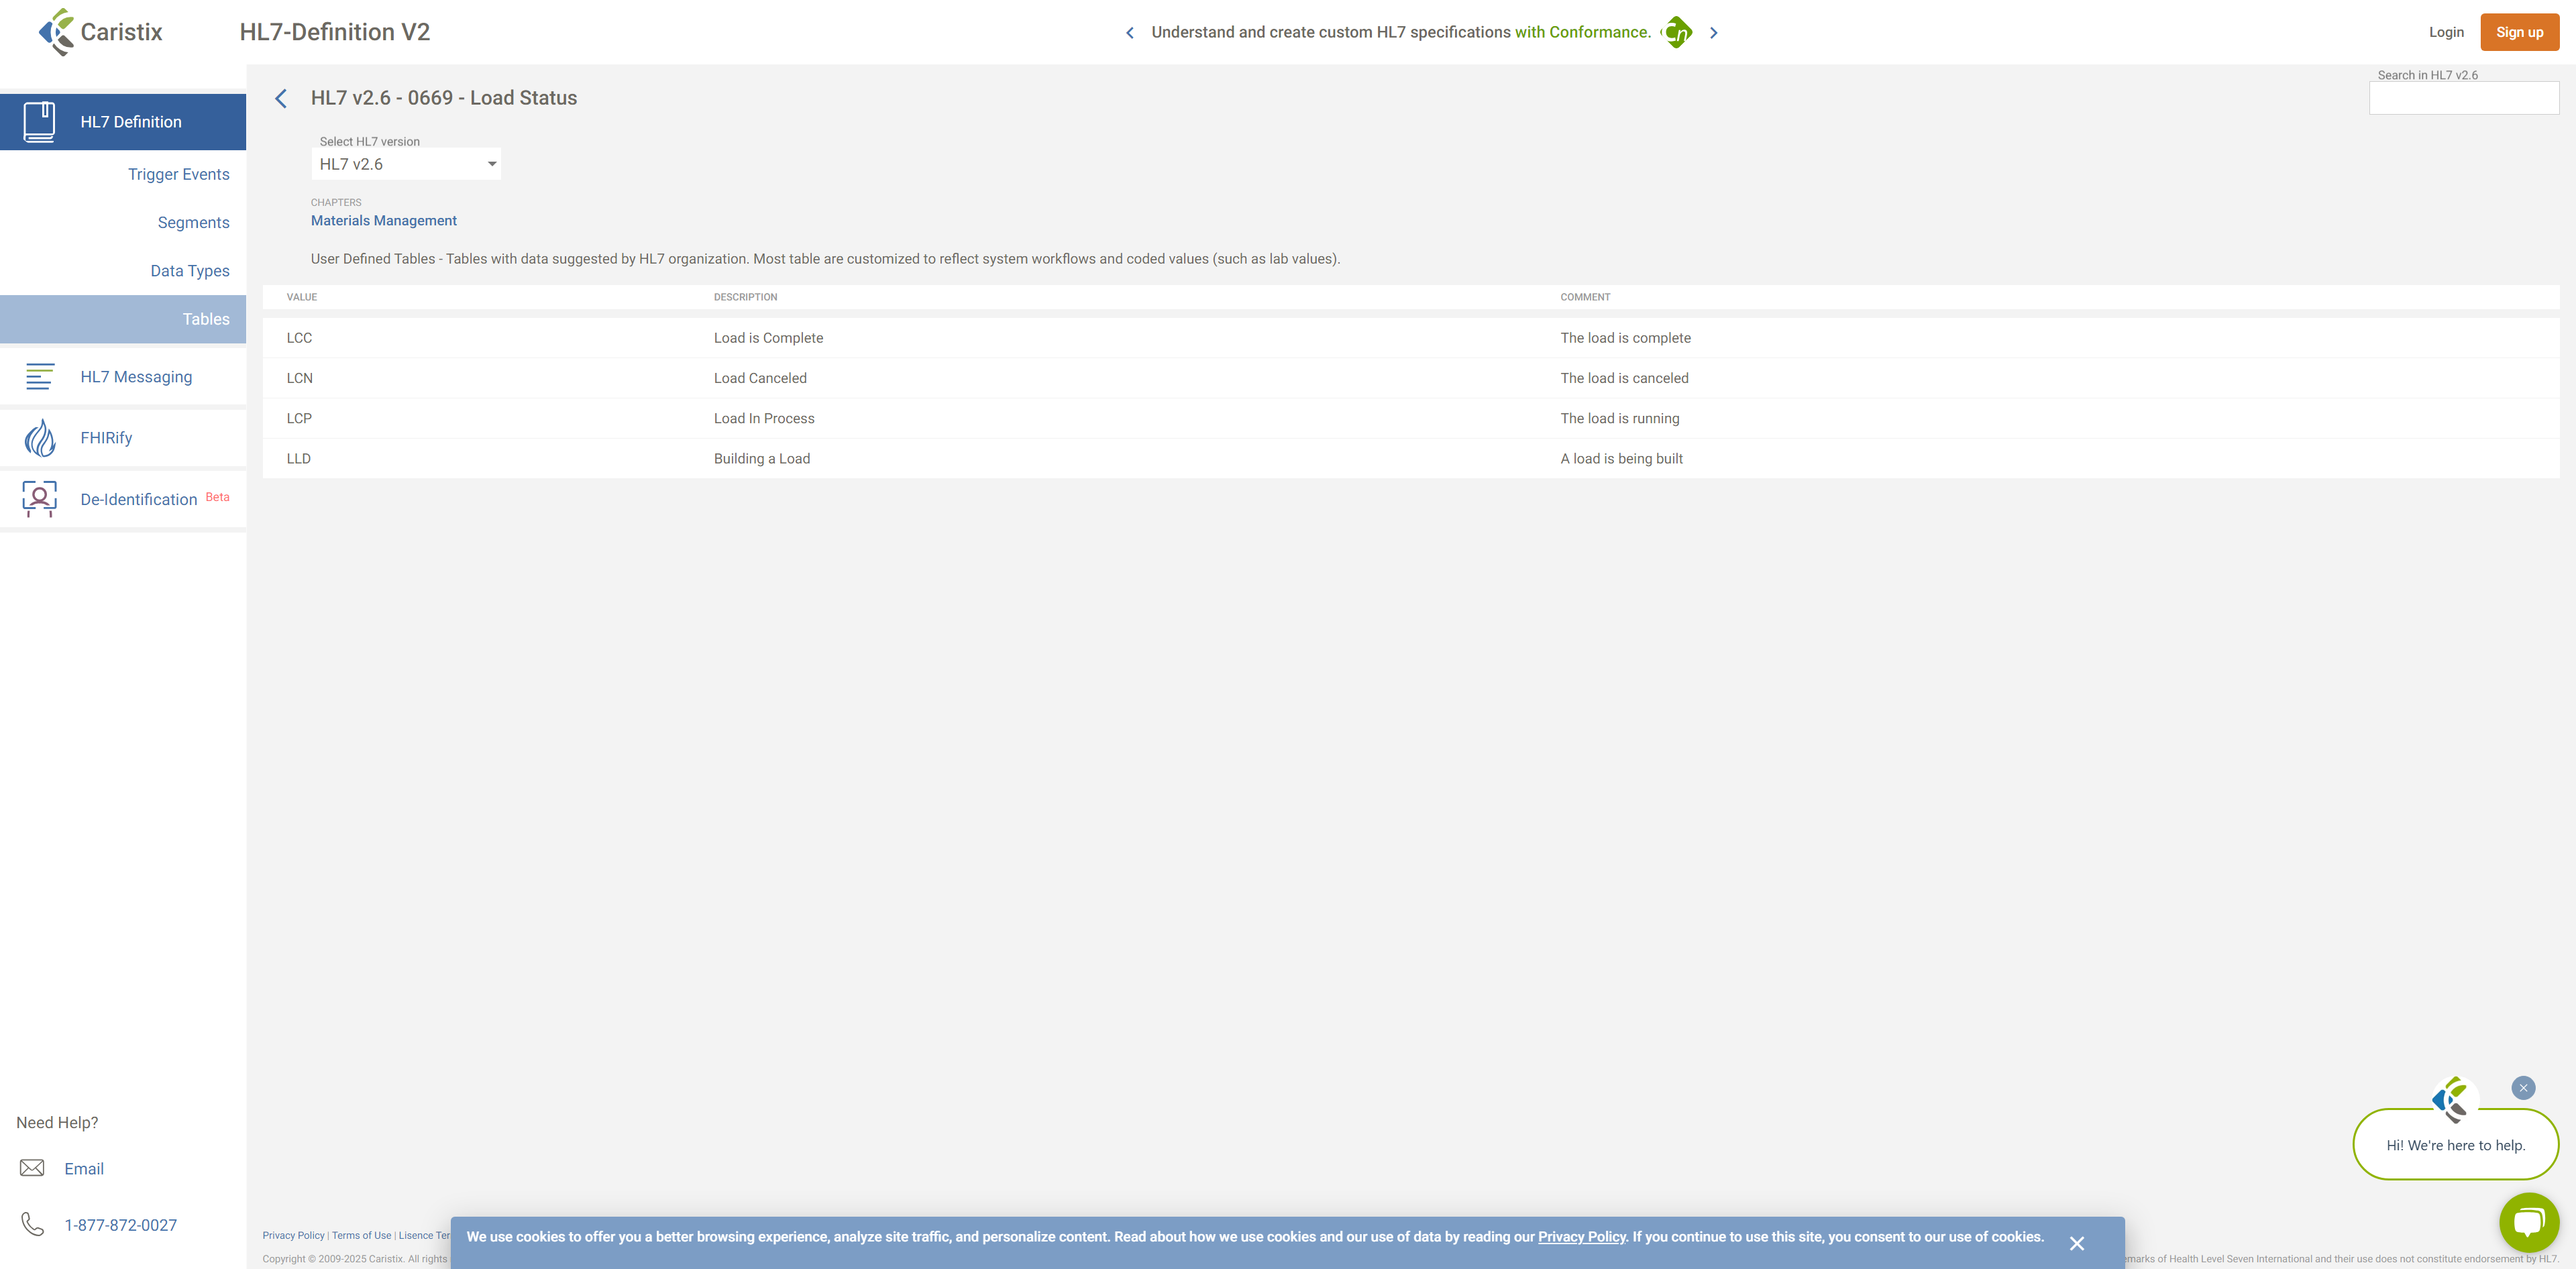 Caristix
HL7-Definition V2
Understand and create custom HL7 specifications with Conformance.
Cn
Login
Sign up
HL7 Definition
Trigger Events
Segments
Data Types
Tables
HL7 Messaging
FHIRify
De-Identification Beta
Need Help?
Email
1-877-872-0027
HL7 v2.6 - 0669 - Load Status
Search in HL7 v2.6
Select HL7 version
HL7 v2.6
CHAPTERS
Materials Management
User Defined Tables - Tables with data suggested by HL7 organization. Most table are customized to reflect system workflows and coded values (such as lab values).
VALUE DESCRIPTION COMMENT
LCC Load is Complete The load is complete
LCN Load Canceled The load is canceled
LCP Load In Process The load is running
LLD Building a Load A load is being built
Hi! We're here to help.
Privacy Policy | Terms of Use | Lisence Ter
Copyright © 2009-2025 Caristix. All rights
We use cookies to offer you a better browsing experience, analyze site traffic, and personalize content. Read about how we use cookies and our use of data by reading our Privacy Policy. If you continue to use this site, you consent to our use of cookies.
emarks of Health Level Seven International and their use does not constitute endorsement by HL7.